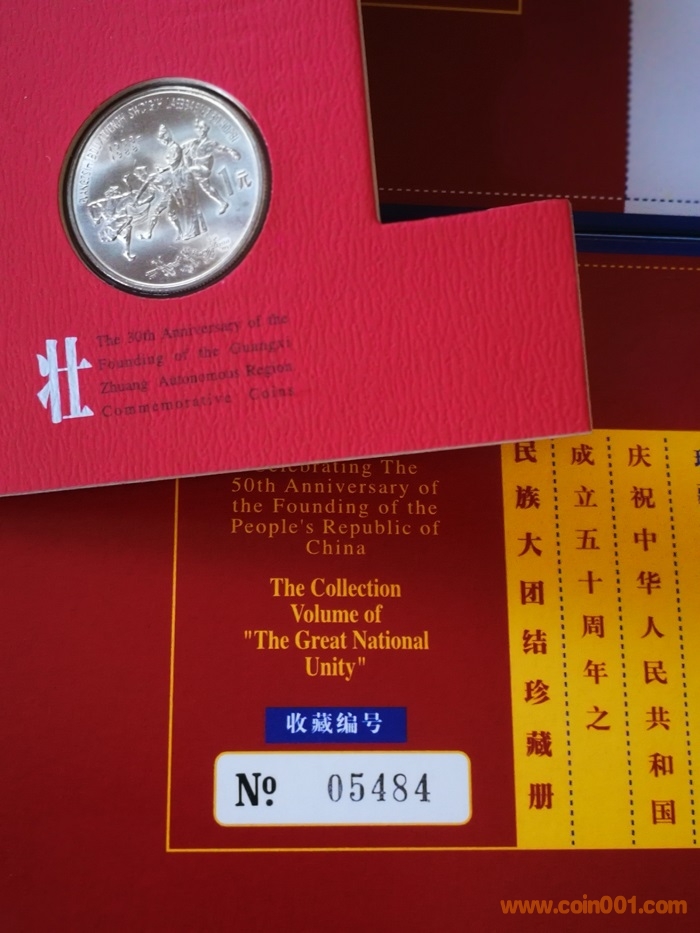 1988
1元
壮
The 30th Anniversary of the
Founding of the Guangxi
Zhuang Autonomous Region
Commemorative Coins
Celebrating The
50th Anniversary of
the Founding of the
People's Republic of
China
The Collection
Volume of
"The Great National
Unity"
收藏编号
No. 05484
庆祝中华人民共和国
成立五十周年之
民族大团结珍藏册
www.coin001.com